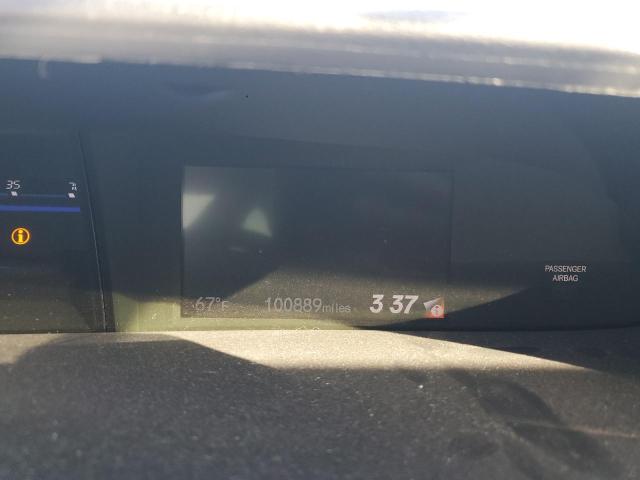 35
PASSENGER
AIRBAG
67°F 100889miles 3 37